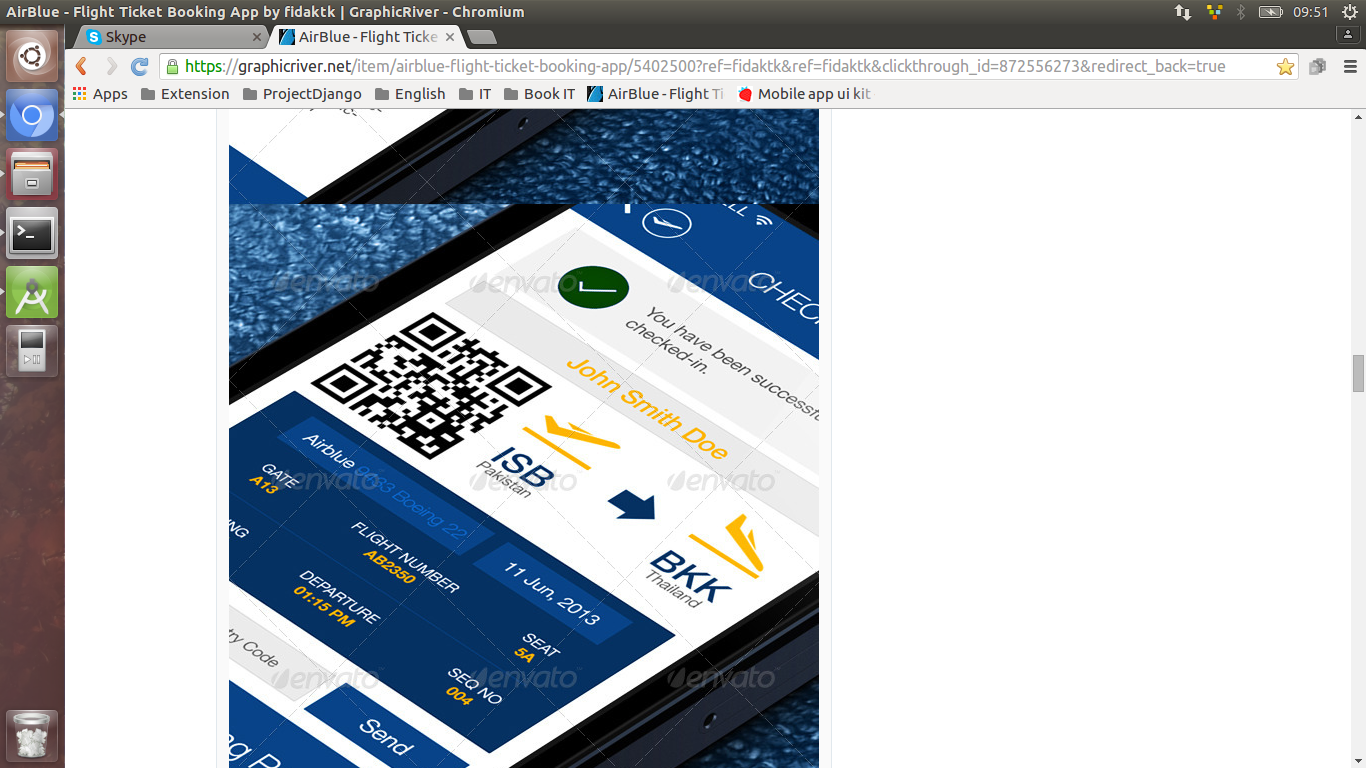 AirBlue - Flight Ticket Booking App by fidaktk | GraphicRiver - Chromium
09:51
Skype
AirBlue - Flight Ticke
https://graphicriver.net/item/airblue-flight-ticket-booking-app/5402500?ref=fidaktk&ref=fidaktk&clickthrough_id=872556273&redirect_back=true
Apps
Extension
ProjectDjango
English
IT
Book IT
AirBlue - Flight Ti
Mobile app ui kit
CHEC
You have been successf
checked-in.
John Smith Doe
ISB
Pakistan
BKK
Thailand
Airblue 9633 Boeing 22
11 Jun, 2013
GATE
A13
FLIGHT NUMBER
AB2350
SEAT
5A
NG
DEPARTURE
01:15 PM
SEQ NO
004
try Code
Send
envato
envato
envato
envato
envato
envato
envato
envato
envato